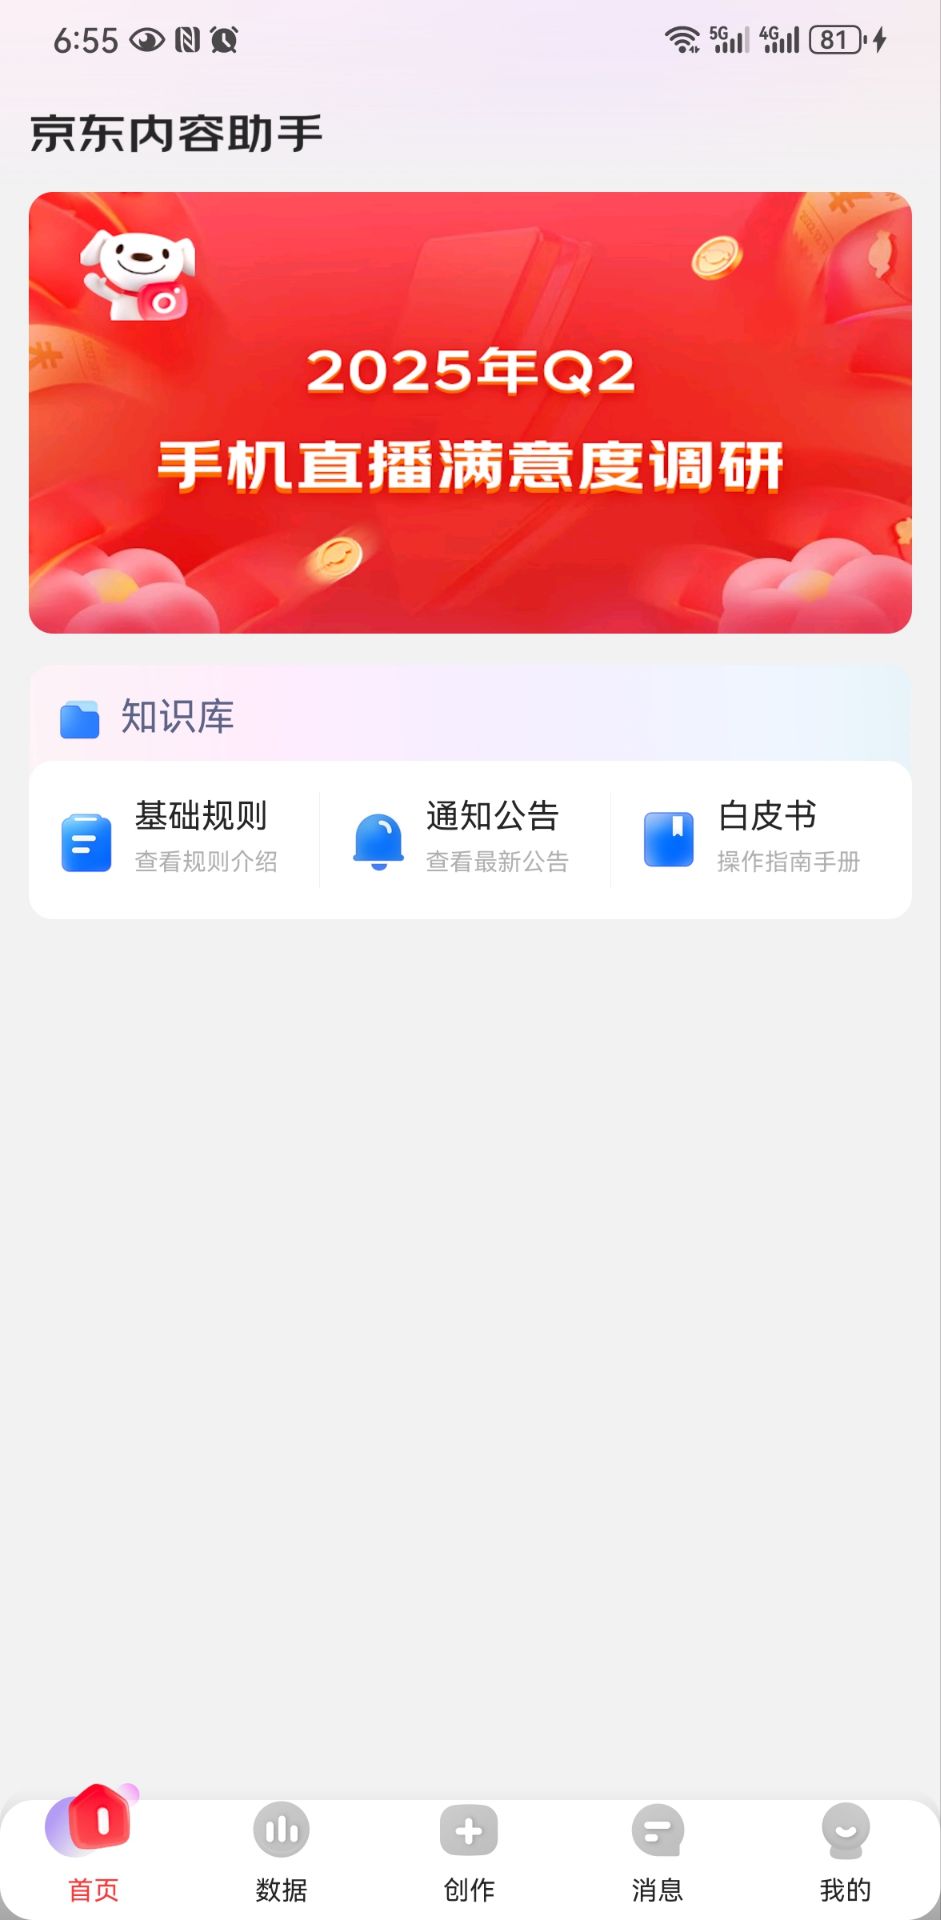 6:55
5G 4G 81
京东内容助手
2025年Q2
手机直播满意度调研
知识库
基础规则 通知公告 白皮书
查看规则介绍 查看最新公告 操作指南手册
首页 数据 创作 消息 我的